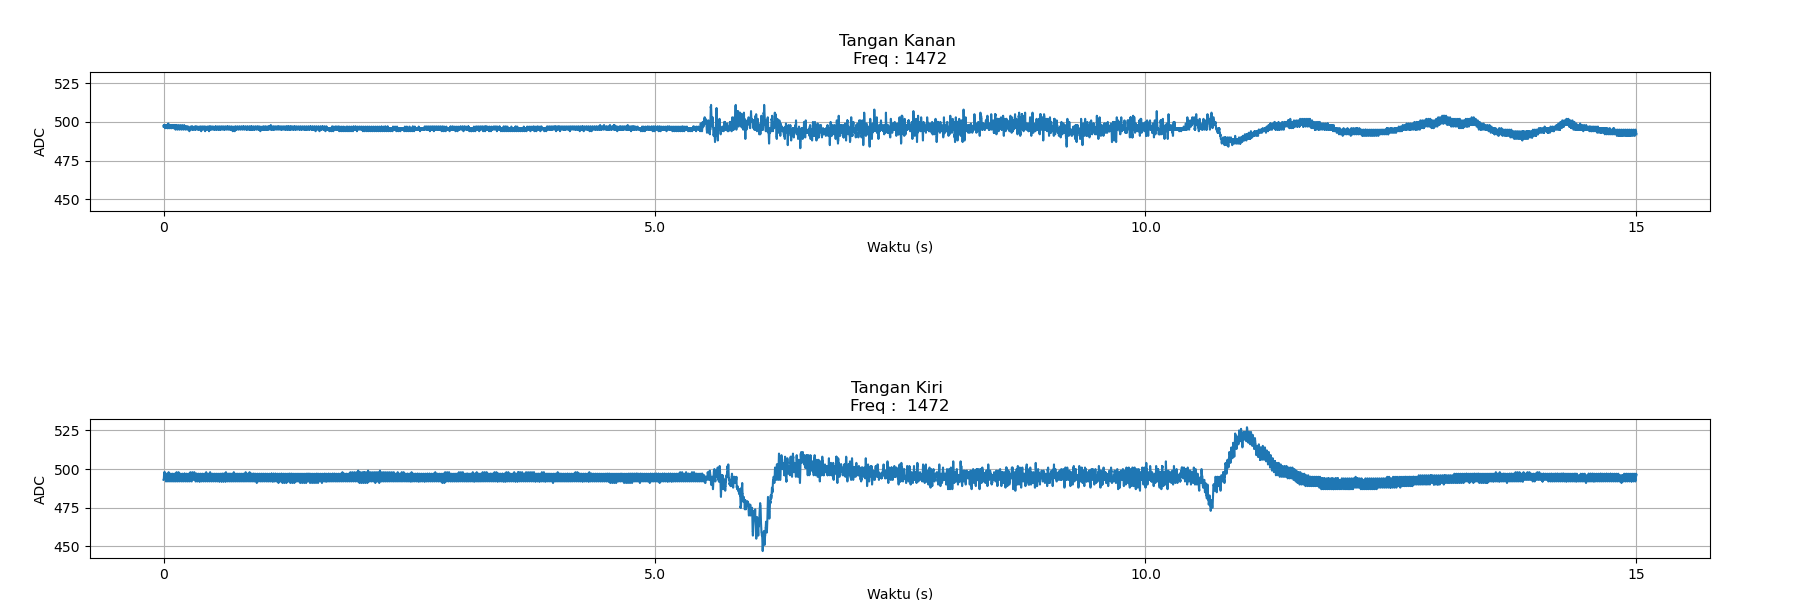 Tangan Kanan
Freq : 1472
525
500
475
450
ADC
0 5.0 10.0 15
Waktu (s)
Tangan Kiri
Freq :  1472
525
500
475
450
ADC
0 5.0 10.0 15
Waktu (s)